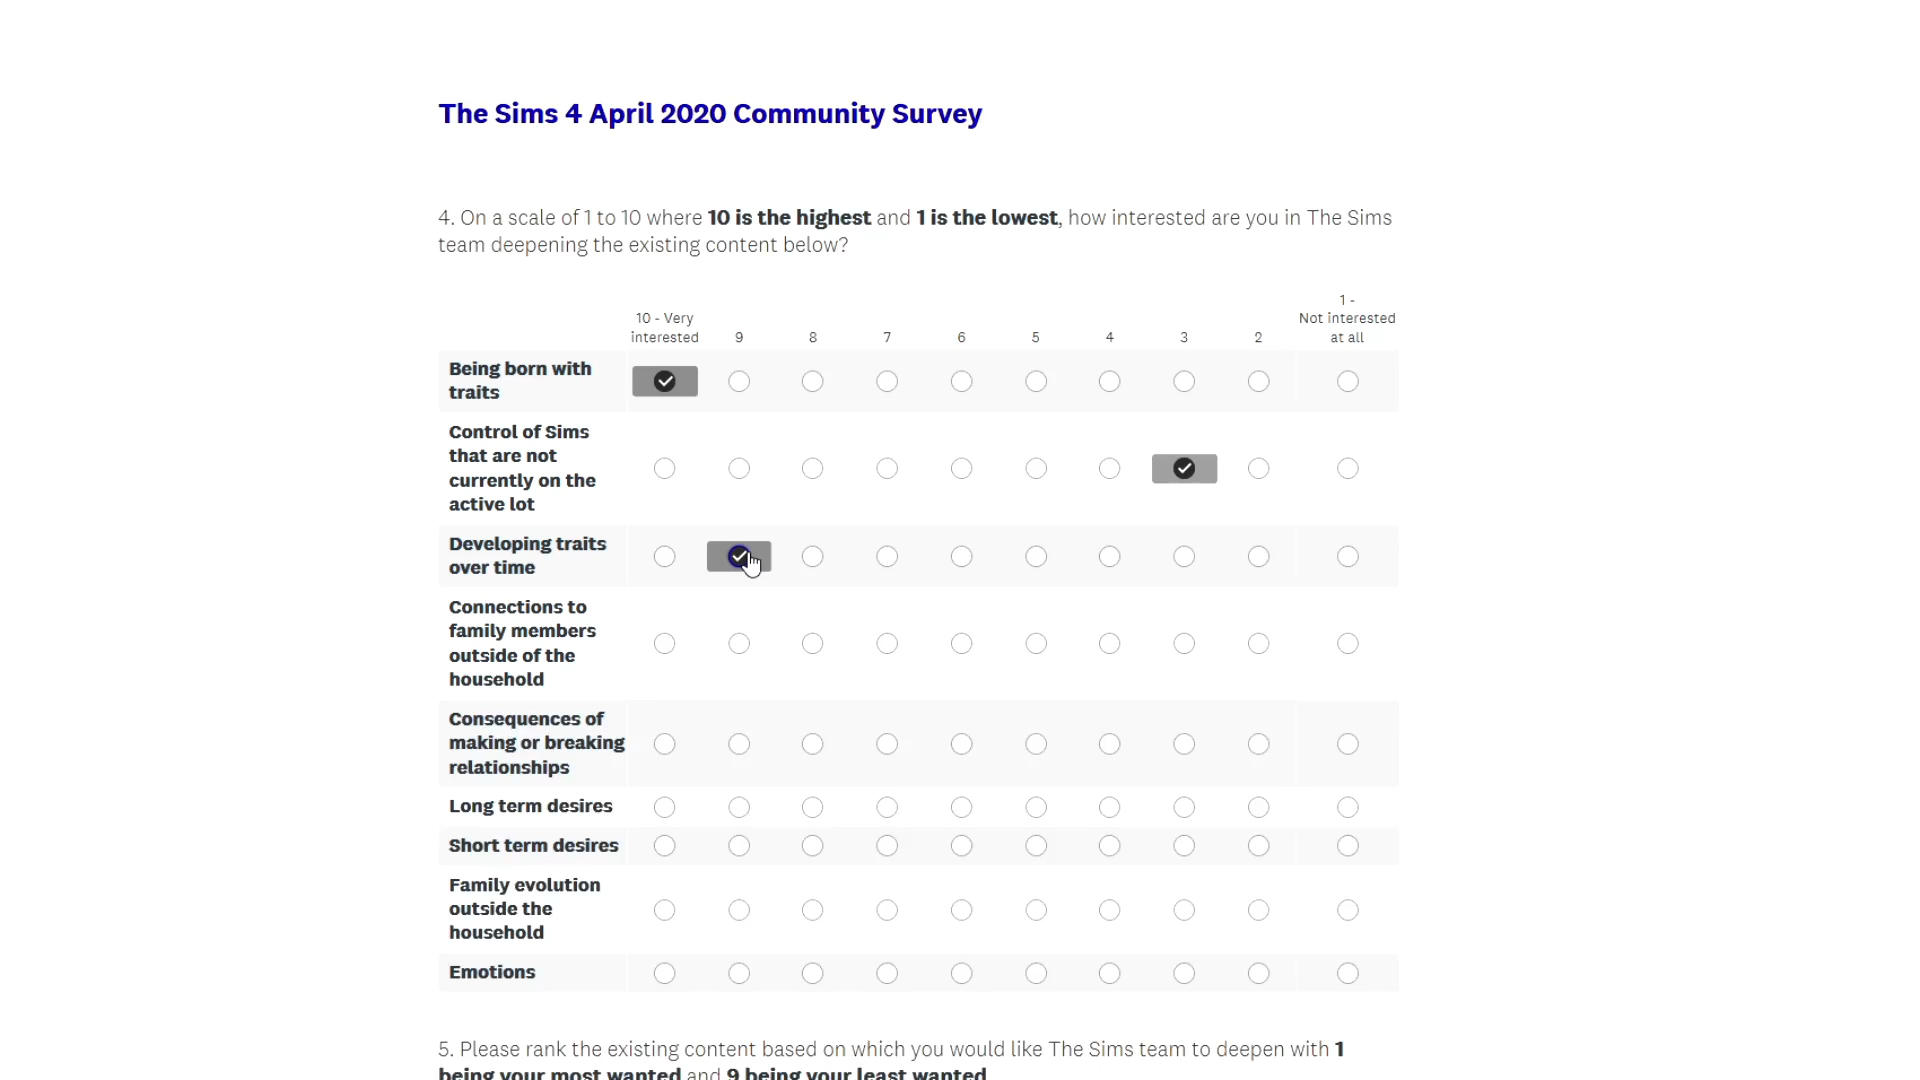 The Sims 4 April 2020 Community Survey
4. On a scale of 1 to 10 where 10 is the highest and 1 is the lowest, how interested are you in The Sims
team deepening the existing content below?
1 -
10 - Very Not interested
interested 9 8 7 6 5 4 3 2 at all
Being born with
traits
Control of Sims
that are not
currently on the
active lot
Developing traits
over time
Connections to
family members
outside of the
household
Consequences of
making or breaking
relationships
Long term desires
Short term desires
Family evolution
outside the
household
Emotions
5. Please rank the existing content based on which you would like The Sims team to deepen with 1
being your most wanted and 9 being your least wanted